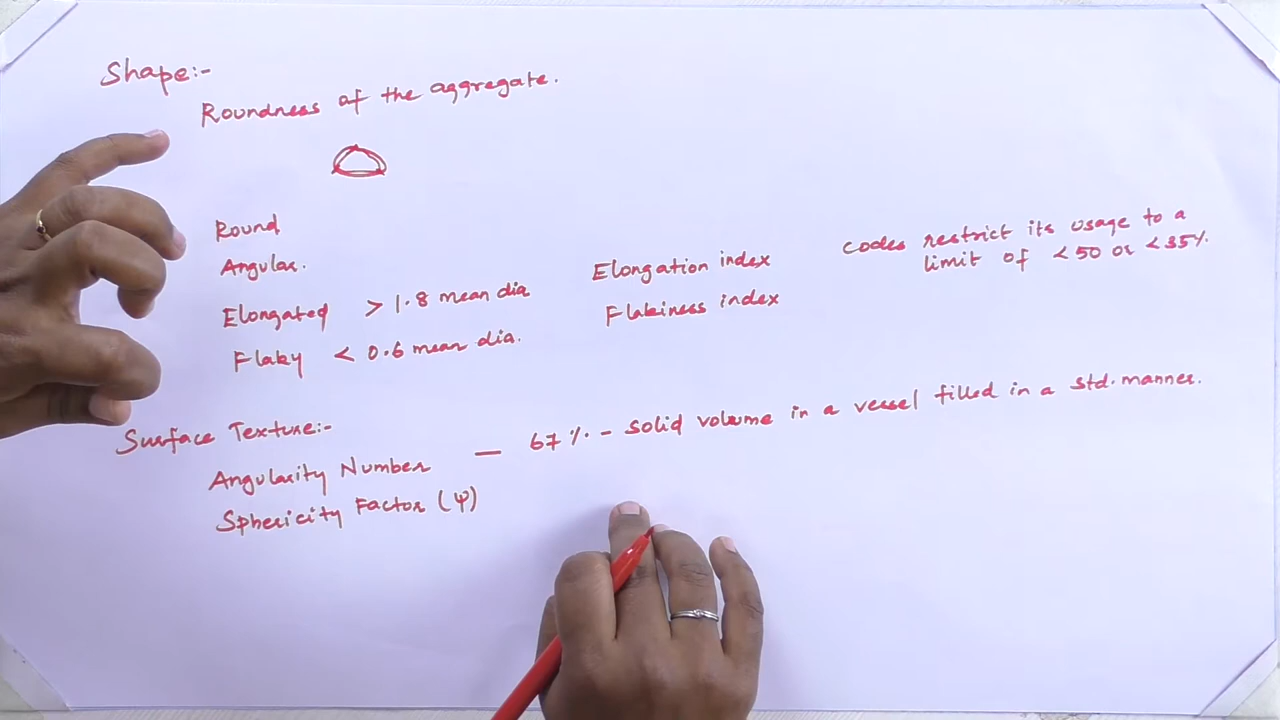 Shape:-
Roundness of the aggregate.
Round
Angular.
Elongated > 1.8 mean dia
Flaky < 0.6 mean dia.
Elongation index
Flakiness index
codes restrict its usage to a
limit of <50 or <35%.
Surface Texture:-
Angularity Number — 67% - solid volume in a vessel filled in a std. manner.
Sphericity Factor (Ψ)